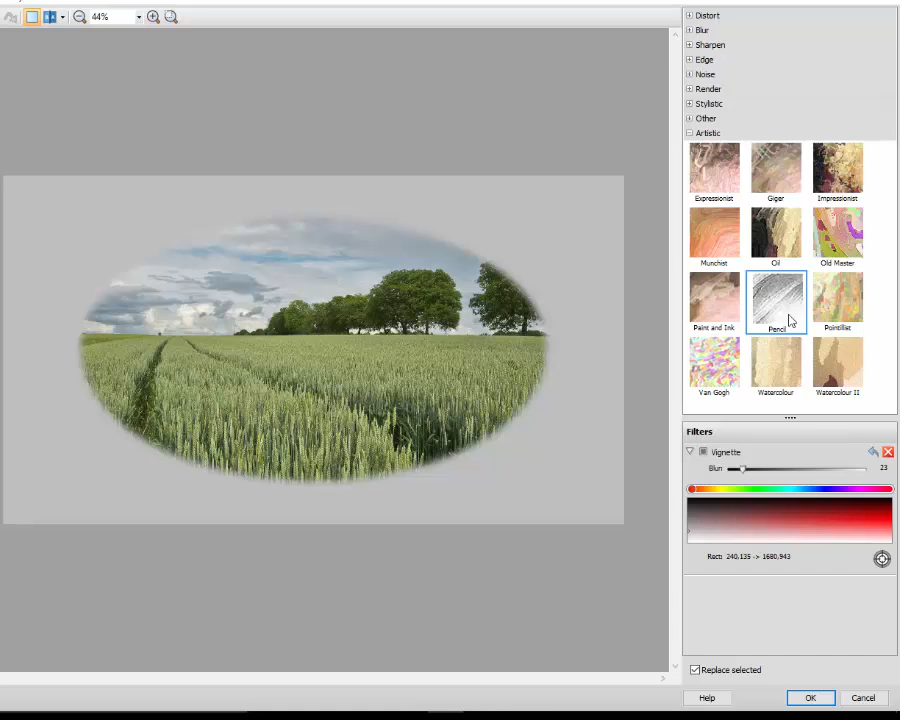 44%
Distort
Blur
Sharpen
Edge
Noise
Render
Stylistic
Other
Artistic
Expressionist Giger Impressionist
Munchist Oil Old Master
Paint and Ink Pencil Pointillist
Van Gogh Watercolour Watercolour II
Filters
Vignette
Blur: 23
Rect: 240,135 -> 1680,943
Replace selected
Help OK Cancel